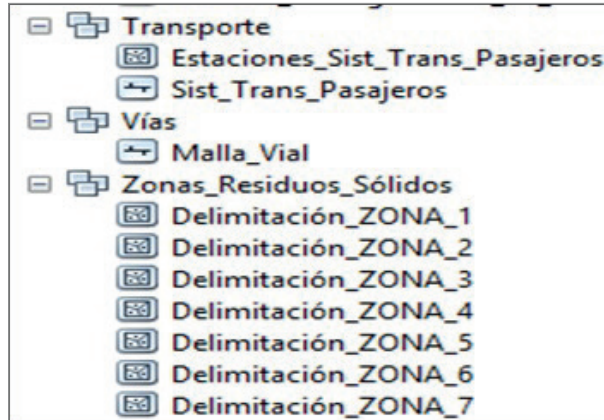 Transporte
Estaciones_Sist_Trans_Pasajeros
Sist_Trans_Pasajeros
Vías
Malla_Vial
Zonas_Residuos_Sólidos
Delimitación_ZONA_1
Delimitación_ZONA_2
Delimitación_ZONA_3
Delimitación_ZONA_4
Delimitación_ZONA_5
Delimitación_ZONA_6
Delimitación_ZONA_7